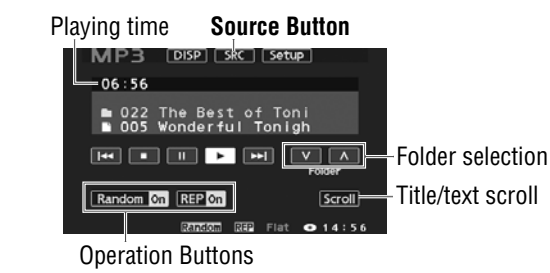 Playing time Source Button
MP3 DISP SRC Setup
06:56
022 The Best of Toni
005 Wonderful Tonigh
Folder selection
Folder
Random On REP On Scroll
Title/text scroll
Random REP Flat 14:56
Operation Buttons